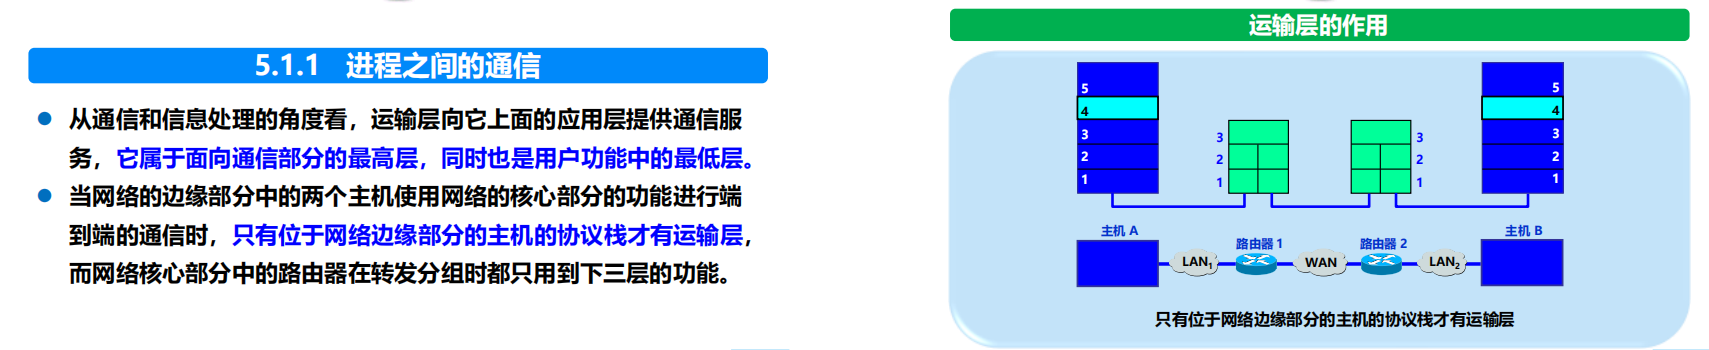 5.1.1 进程之间的通信
从通信和信息处理的角度看，运输层向它上面的应用层提供通信服
务，它属于面向通信部分的最高层，同时也是用户功能中的最低层。
当网络的边缘部分中的两个主机使用网络的核心部分的功能进行端
到端的通信时，只有位于网络边缘部分的主机的协议栈才有运输层，
而网络核心部分中的路由器在转发分组时都只用到下三层的功能。
运输层的作用
5 5
4 4
3 3 3 3
2 2 2 2
1 1 1 1
主机 A 路由器 1 路由器 2 主机 B
LAN1 WAN LAN2
只有位于网络边缘部分的主机的协议栈才有运输层